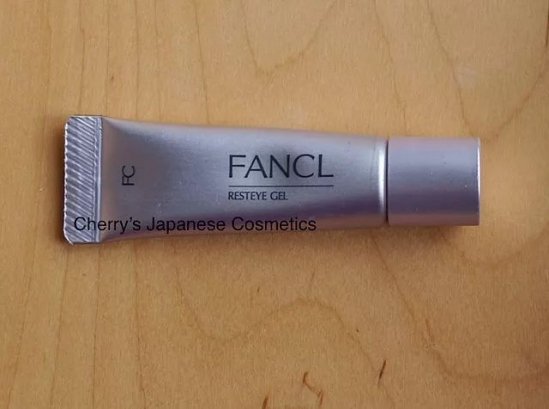 FC
FANCL
RESTEYE GEL
Cherry's Japanese Cosmetics